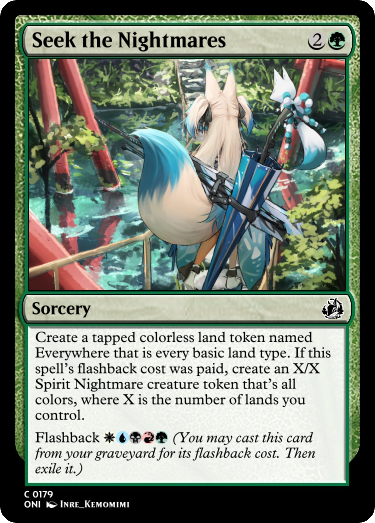 Seek the Nightmares 2
Sorcery
Create a tapped colorless land token named
Everywhere that is every basic land type. If this
spell's flashback cost was paid, create an X/X
Spirit Nightmare creature token that's all
colors, where X is the number of lands you
control.
Flashback (You may cast this card
from your graveyard for its flashback cost. Then
exile it.)
C 0179
ONI Inre_Kemomimi